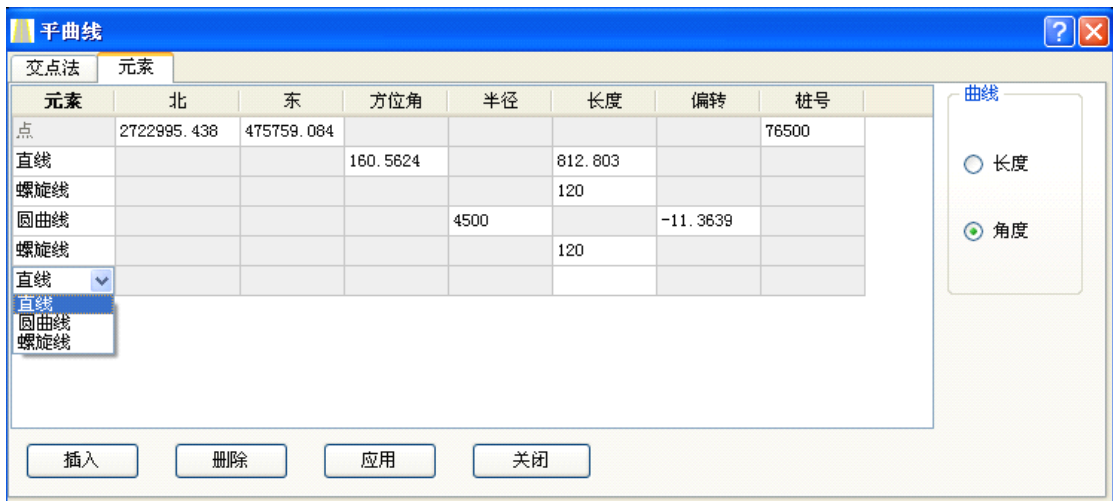 平曲线
交点法 元素
元素 北 东 方位角 半径 长度 偏转 桩号
点 2722995.438 475759.084 76500
直线 160.5624 812.803
螺旋线 120
圆曲线 4500 -11.3639
螺旋线 120
直线
直线
圆曲线
螺旋线
曲线
长度
角度
插入 删除 应用 关闭